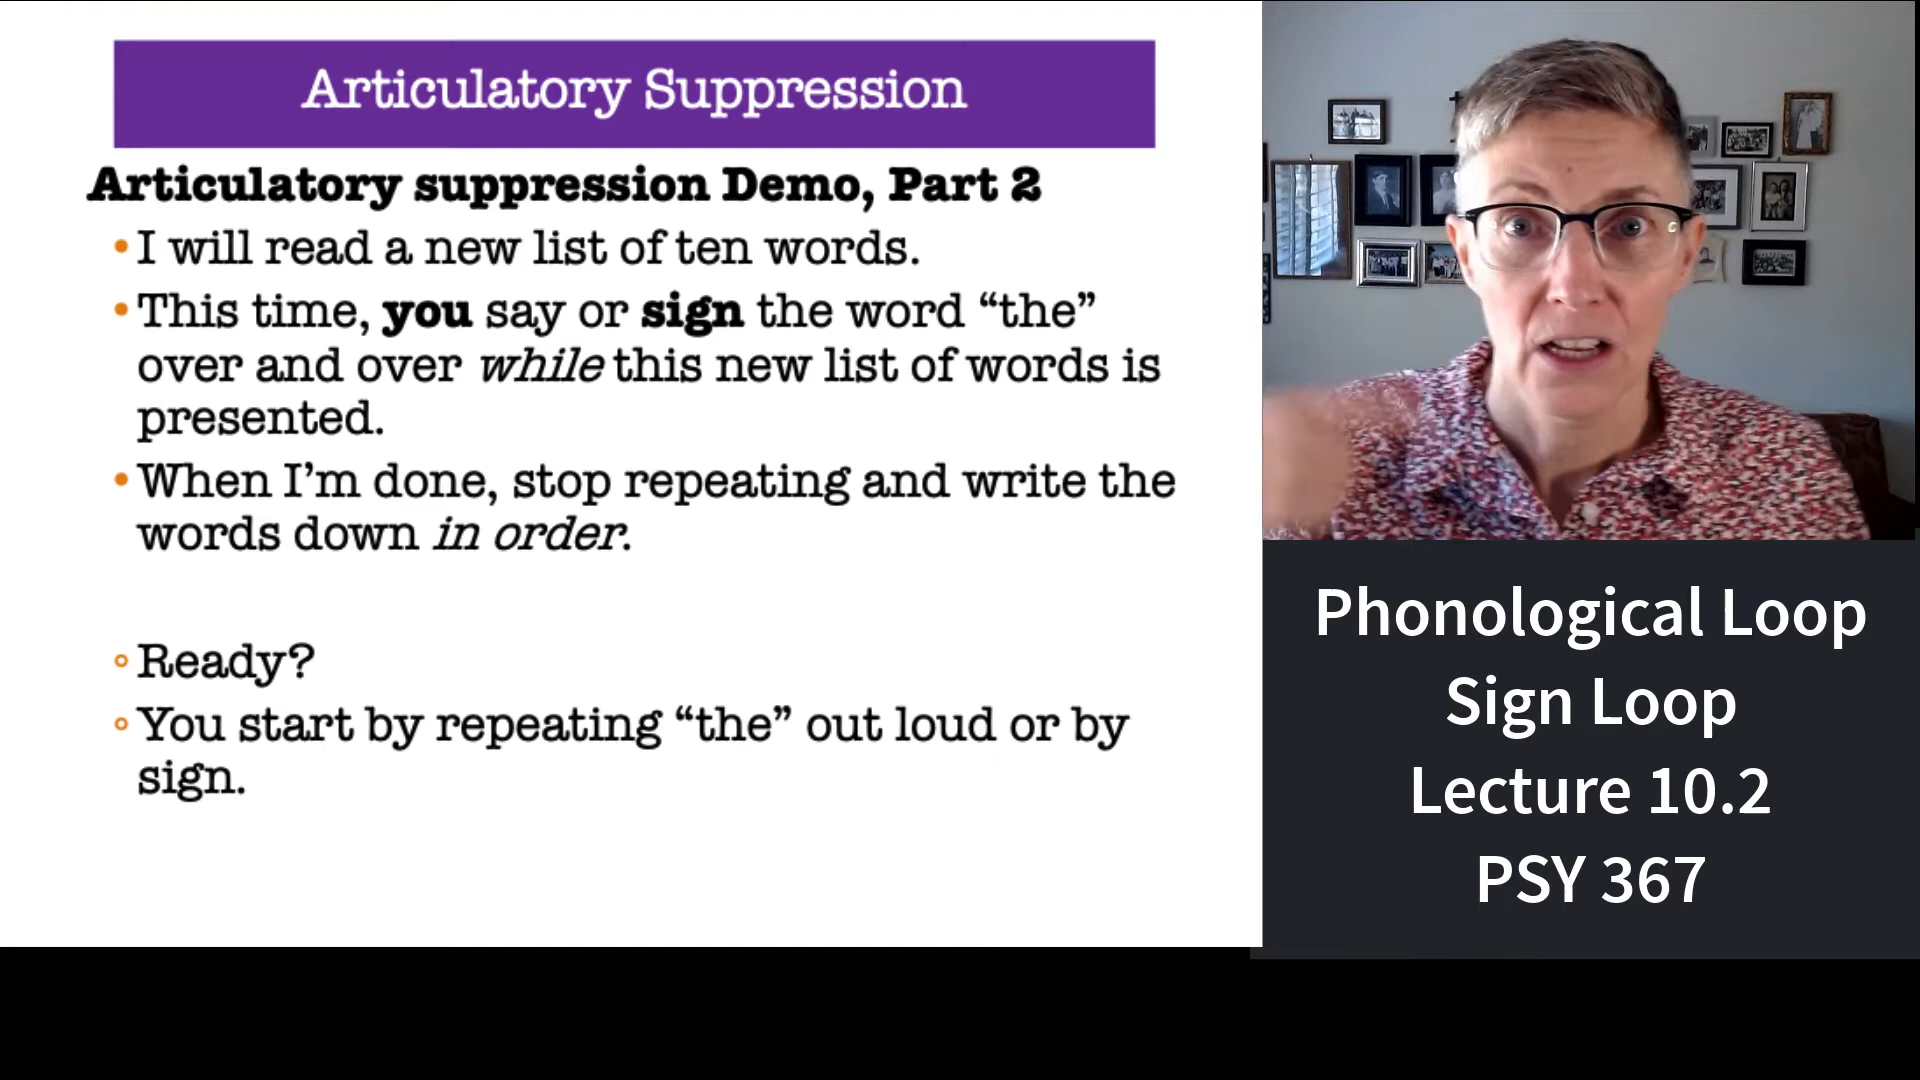 Articulatory Suppression
Articulatory suppression Demo, Part 2
•I will read a new list of ten words.
•This time, you say or sign the word “the”
over and over while this new list of words is
presented.
•When I’m done, stop repeating and write the
words down in order.
◦Ready?
◦You start by repeating “the” out loud or by
sign.
Phonological Loop
Sign Loop
Lecture 10.2
PSY 367